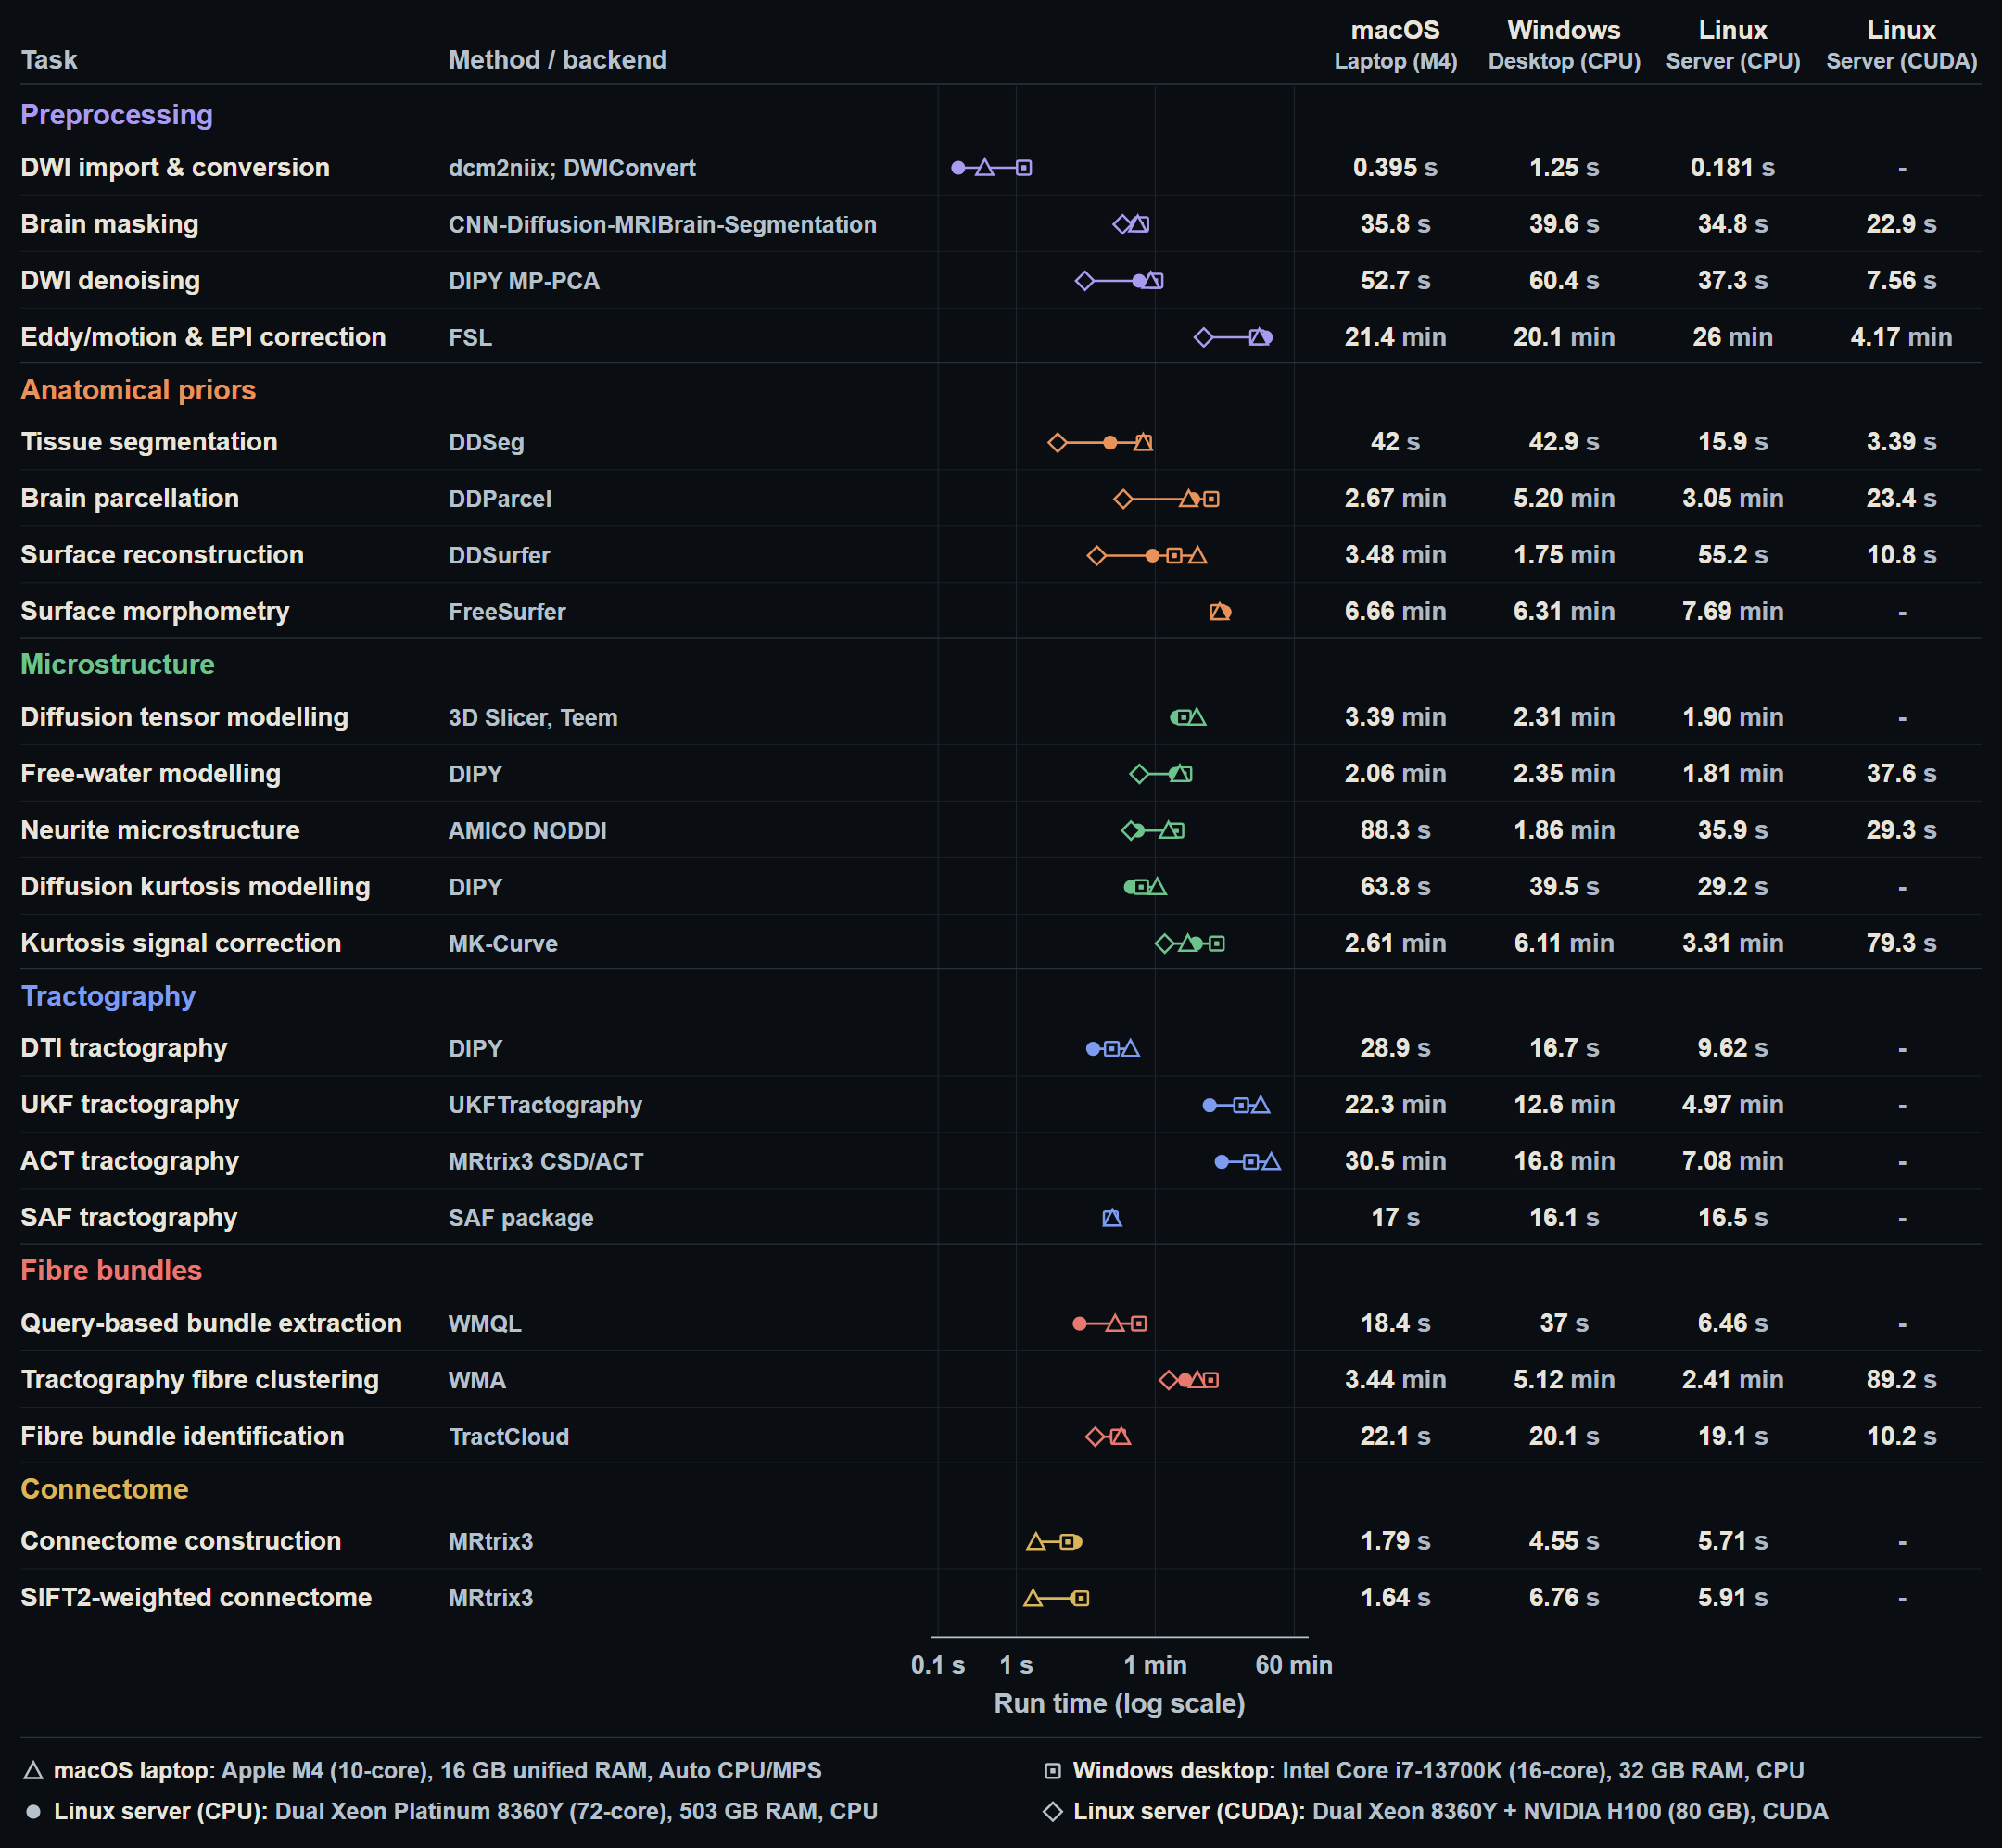 macOS Windows Linux Linux
Task Method / backend Laptop (M4) Desktop (CPU) Server (CPU) Server (CUDA)
Preprocessing
DWI import & conversion dcm2niix; DWIConvert 0.395 s 1.25 s 0.181 s -
Brain masking CNN-Diffusion-MRIBrain-Segmentation 35.8 s 39.6 s 34.8 s 22.9 s
DWI denoising DIPY MP-PCA 52.7 s 60.4 s 37.3 s 7.56 s
Eddy/motion & EPI correction FSL 21.4 min 20.1 min 26 min 4.17 min
Anatomical priors
Tissue segmentation DDSeg 42 s 42.9 s 15.9 s 3.39 s
Brain parcellation DDParcel 2.67 min 5.20 min 3.05 min 23.4 s
Surface reconstruction DDSurfer 3.48 min 1.75 min 55.2 s 10.8 s
Surface morphometry FreeSurfer 6.66 min 6.31 min 7.69 min -
Microstructure
Diffusion tensor modelling 3D Slicer, Teem 3.39 min 2.31 min 1.90 min -
Free-water modelling DIPY 2.06 min 2.35 min 1.81 min 37.6 s
Neurite microstructure AMICO NODDI 88.3 s 1.86 min 35.9 s 29.3 s
Diffusion kurtosis modelling DIPY 63.8 s 39.5 s 29.2 s -
Kurtosis signal correction MK-Curve 2.61 min 6.11 min 3.31 min 79.3 s
Tractography
DTI tractography DIPY 28.9 s 16.7 s 9.62 s -
UKF tractography UKFTractography 22.3 min 12.6 min 4.97 min -
ACT tractography MRtrix3 CSD/ACT 30.5 min 16.8 min 7.08 min -
SAF tractography SAF package 17 s 16.1 s 16.5 s -
Fibre bundles
Query-based bundle extraction WMQL 18.4 s 37 s 6.46 s -
Tractography fibre clustering WMA 3.44 min 5.12 min 2.41 min 89.2 s
Fibre bundle identification TractCloud 22.1 s 20.1 s 19.1 s 10.2 s
Connectome
Connectome construction MRtrix3 1.79 s 4.55 s 5.71 s -
SIFT2-weighted connectome MRtrix3 1.64 s 6.76 s 5.91 s -
0.1 s 1 s 1 min 60 min
Run time (log scale)
macOS laptop: Apple M4 (10-core), 16 GB unified RAM, Auto CPU/MPS
Windows desktop: Intel Core i7-13700K (16-core), 32 GB RAM, CPU
Linux server (CPU): Dual Xeon Platinum 8360Y (72-core), 503 GB RAM, CPU
Linux server (CUDA): Dual Xeon 8360Y + NVIDIA H100 (80 GB), CUDA